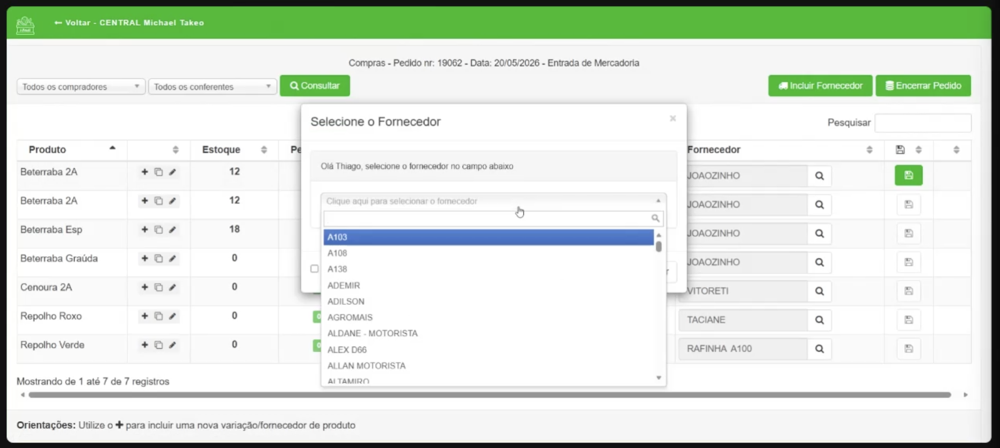 ← Voltar - CENTRAL Michael Takeo
Compras - Pedido nr: 19062 - Data: 20/05/2026 - Entrada de Mercadoria
Todos os compradores
Todos os conferentes
Consultar
Incluir Fornecedor
Encerrar Pedido
Selecione o Fornecedor
×
Pesquisar
Produto
Estoque
Pe
Fornecedor
Olá Thiago, selecione o fornecedor no campo abaixo
Clique aqui para selecionar o fornecedor
A103
A108
A138
ADEMIR
ADILSON
AGROMAIS
ALDANE - MOTORISTA
ALEX D66
ALLAN MOTORISTA
ALTAMIRO
Beterraba 2A 12 JOAOZINHO
Beterraba 2A 12 JOAOZINHO
Beterraba Esp 18 JOAOZINHO
Beterraba Graúda 0 JOAOZINHO
Cenoura 2A 0 VITORETI
Repolho Roxo 0 0 TACIANE
Repolho Verde 0 0 RAFINHA A100
Mostrando de 1 até 7 de 7 registros
Orientações: Utilize o + para incluir uma nova variação/fornecedor de produto